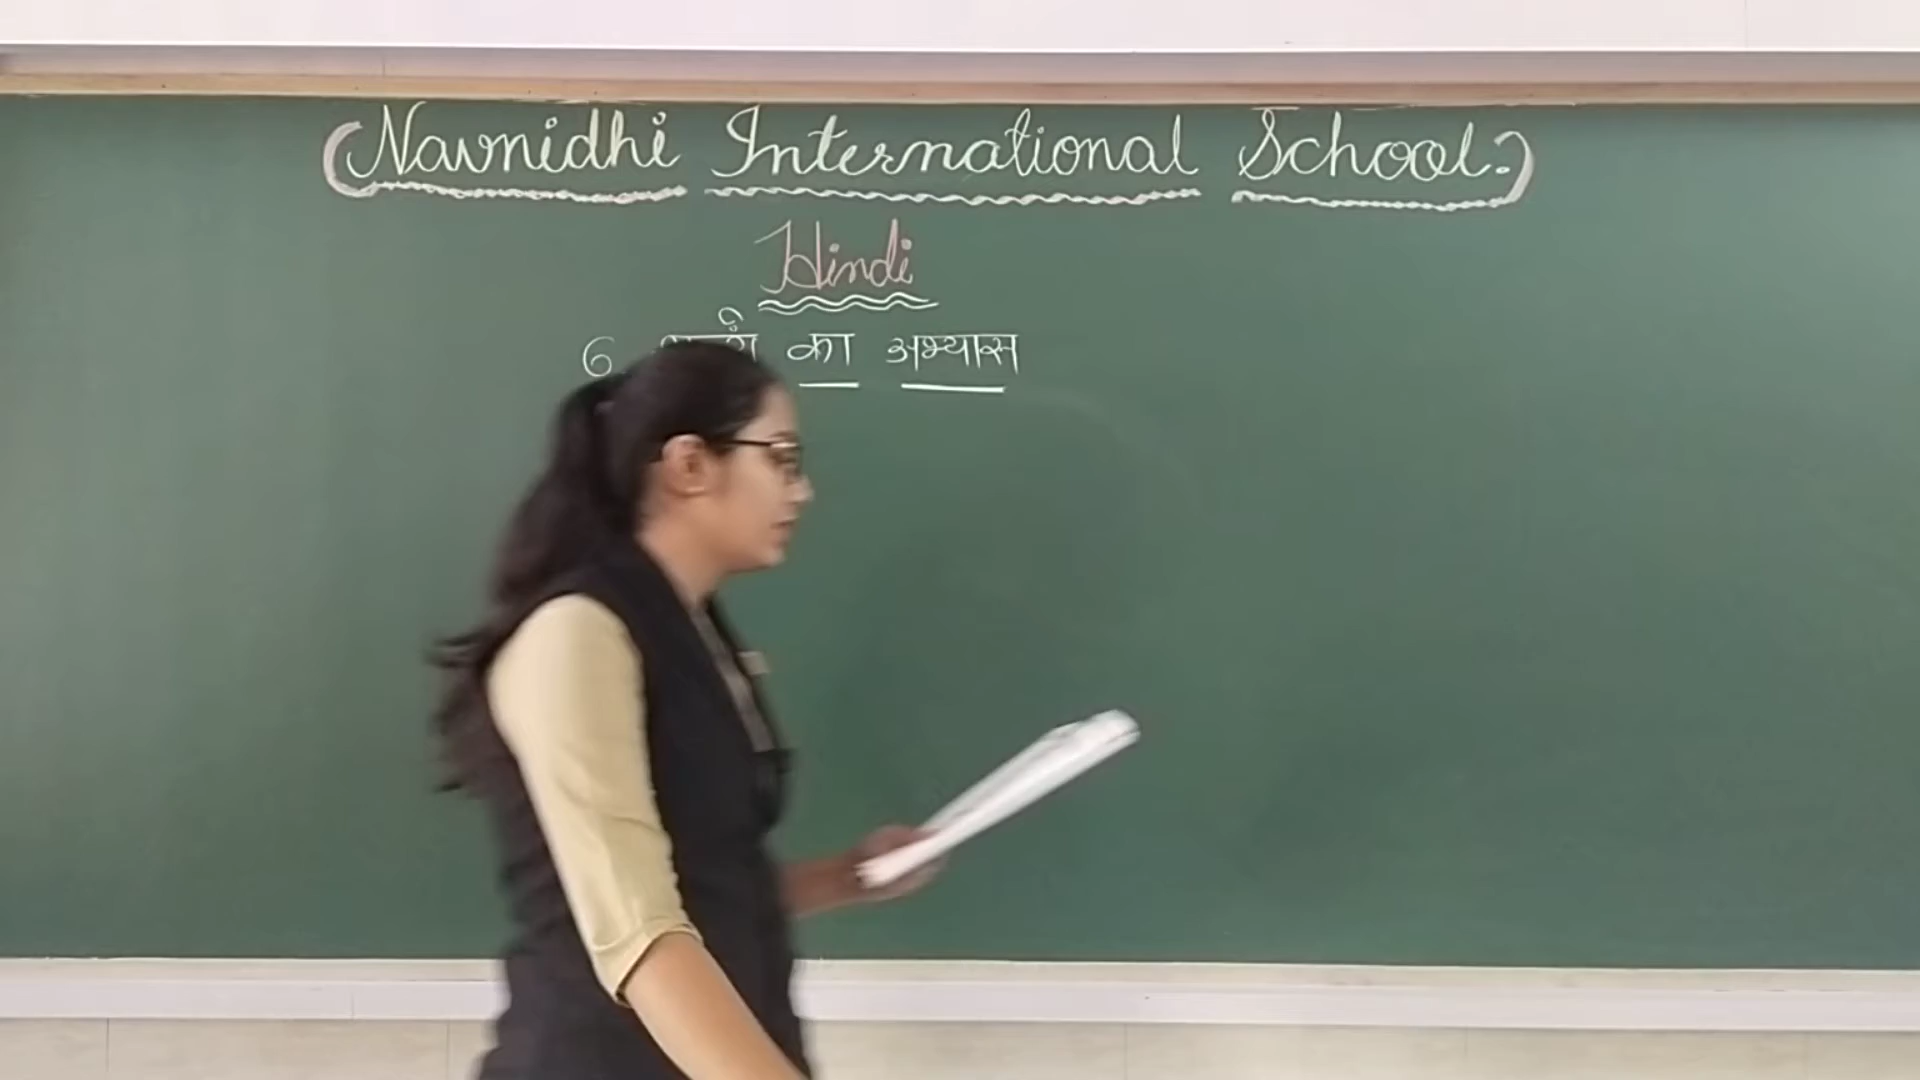 (Navnidhi International School.)
Hindi
6 का अभ्यास